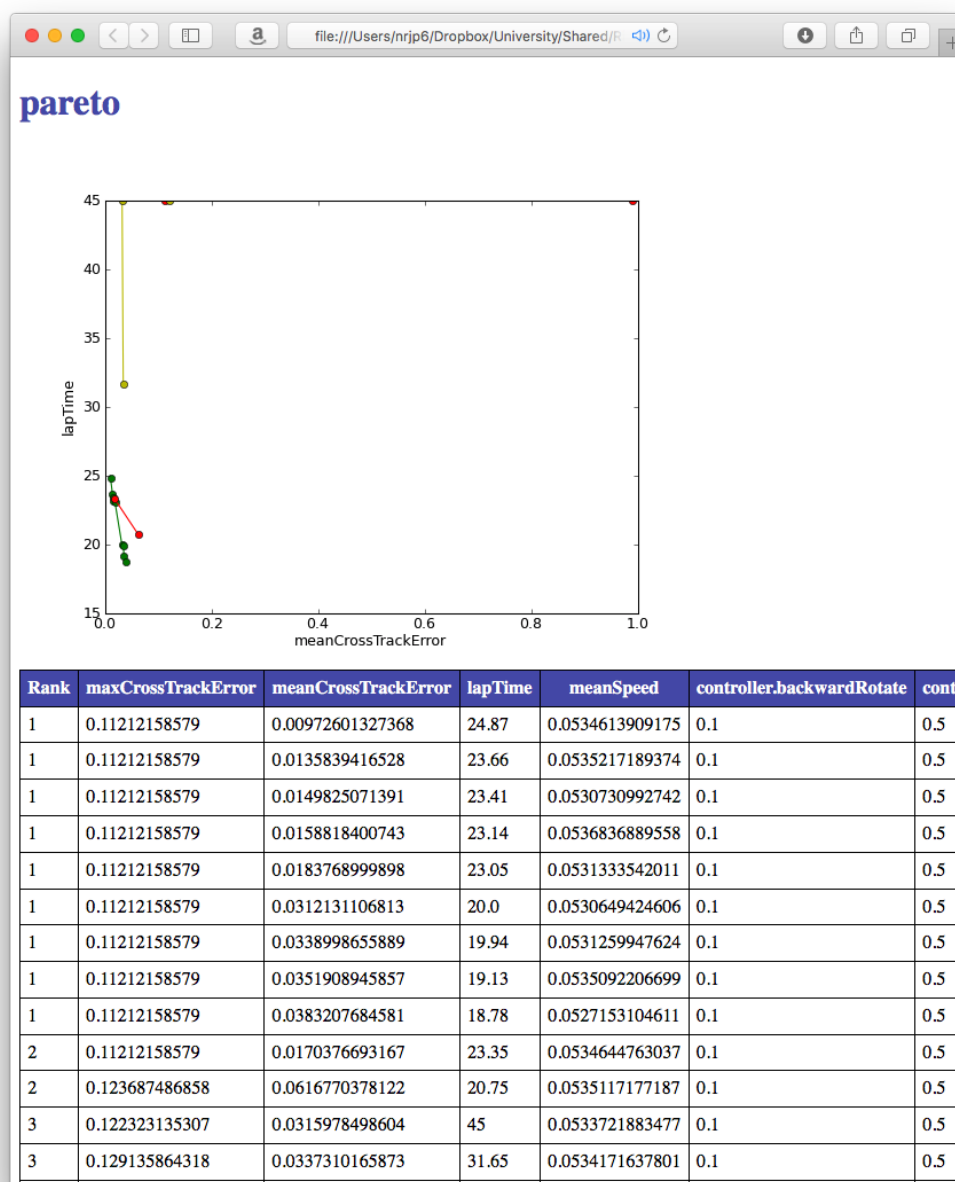 file:///Users/nrjp6/Dropbox/University/Shared/R
pareto
45
40
35
30
25
20
15
lapTime
0.0 0.2 0.4 0.6 0.8 1.0
meanCrossTrackError
Rank maxCrossTrackError meanCrossTrackError lapTime meanSpeed controller.backwardRotate cont
1 0.11212158579 0.00972601327368 24.87 0.0534613909175 0.1 0.5
1 0.11212158579 0.0135839416528 23.66 0.0535217189374 0.1 0.5
1 0.11212158579 0.0149825071391 23.41 0.0530730992742 0.1 0.5
1 0.11212158579 0.0158818400743 23.14 0.0536836889558 0.1 0.5
1 0.11212158579 0.0183768999898 23.05 0.0531333542011 0.1 0.5
1 0.11212158579 0.0312131106813 20.0 0.0530649424606 0.1 0.5
1 0.11212158579 0.0338998655889 19.94 0.0531259947624 0.1 0.5
1 0.11212158579 0.0351908945857 19.13 0.0535092206699 0.1 0.5
1 0.11212158579 0.0383207684581 18.78 0.0527153104611 0.1 0.5
2 0.11212158579 0.0170376693167 23.35 0.0534644763037 0.1 0.5
2 0.123687486858 0.0616770378122 20.75 0.0535117177187 0.1 0.5
3 0.122323135307 0.0315978498604 45 0.0533721883477 0.1 0.5
3 0.129135864318 0.0337310165873 31.65 0.0534171637801 0.1 0.5